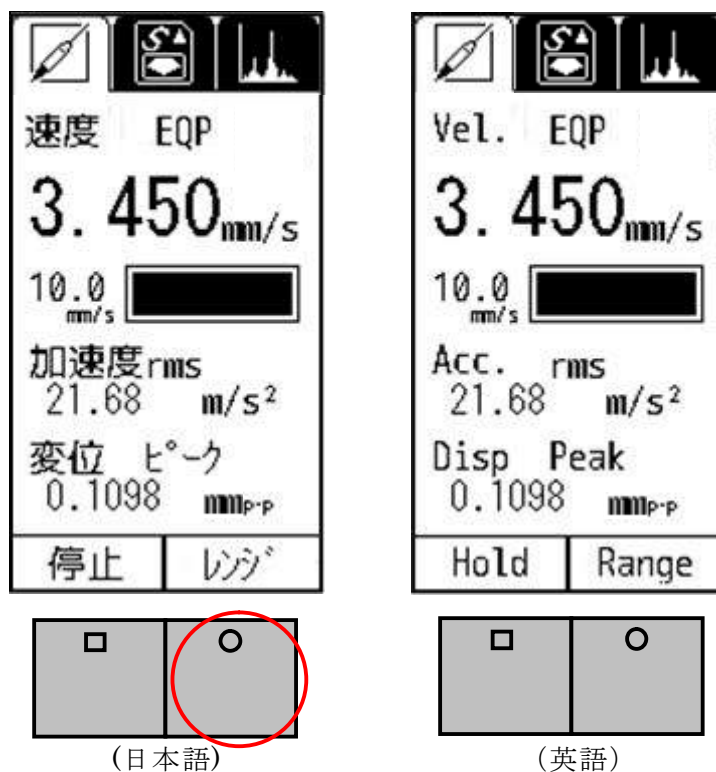 速度 EQP
3.450mm/s
10.0
mm/s
加速度rms
21.68 m/s²
変位 ピーク
0.1098 mmP-P
停止 レンジ
(日本語)
Vel. EQP
3.450mm/s
10.0
mm/s
Acc. rms
21.68 m/s²
Disp Peak
0.1098 mmP-P
Hold Range
(英語)